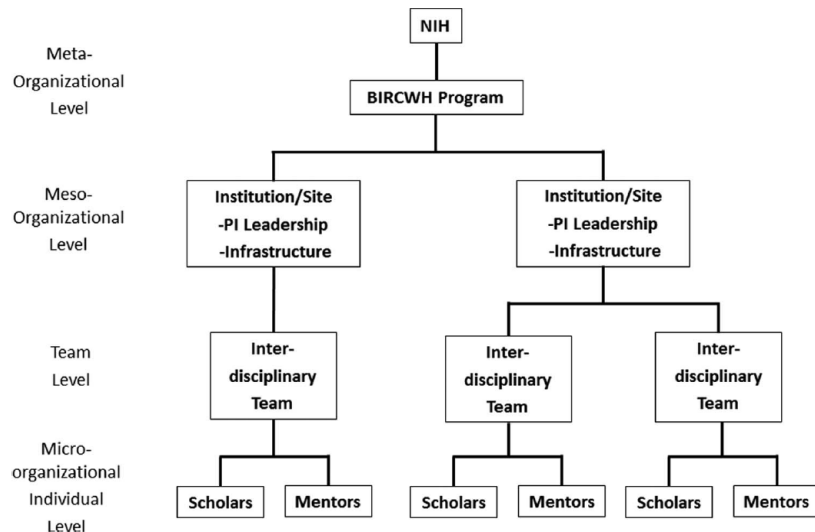 NIH
Meta-
Organizational
Level
BIRCWH Program
Meso-
Organizational
Level
Institution/Site
-PI Leadership
-Infrastructure
Institution/Site
-PI Leadership
-Infrastructure
Team
Level
Inter-
disciplinary
Team
Inter-
disciplinary
Team
Inter-
disciplinary
Team
Micro-
organizational
Individual
Level
Scholars
Mentors
Scholars
Mentors
Scholars
Mentors